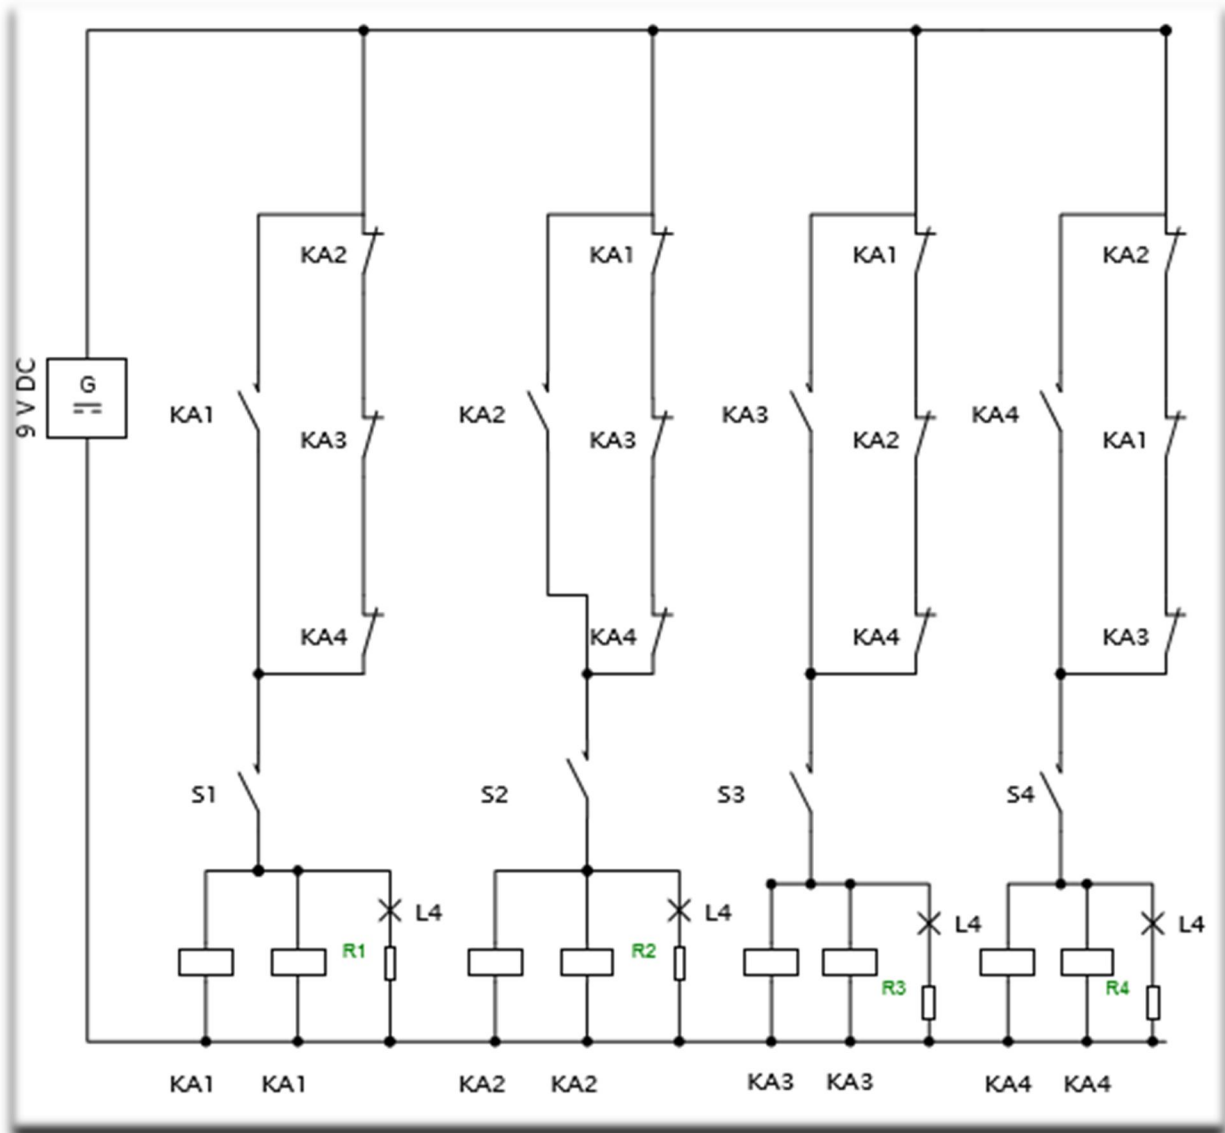 KA2 KA1 KA1 KA2
9 V DC
G
KA1 KA2 KA3 KA4
KA3 KA3 KA2 KA1
KA4 KA4 KA4 KA3
S1 S2 S3 S4
L4 L4 L4 L4
R1 R2 R3 R4
KA1 KA1 KA2 KA2 KA3 KA3 KA4 KA4